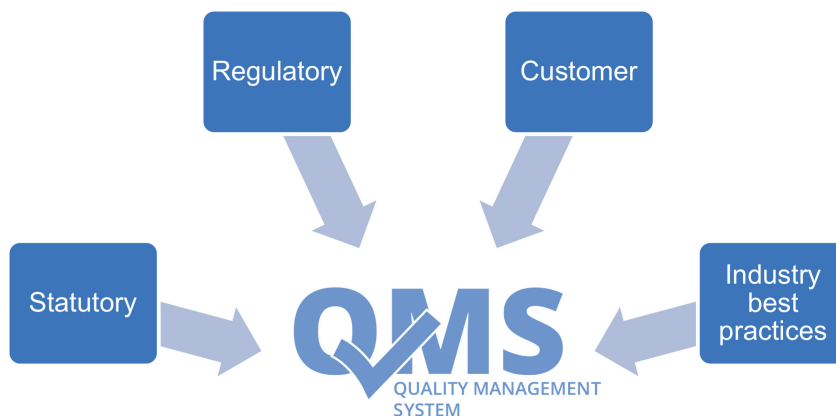 Regulatory
Customer
Statutory
Industry
best
practices
QMS
QUALITY MANAGEMENT
SYSTEM